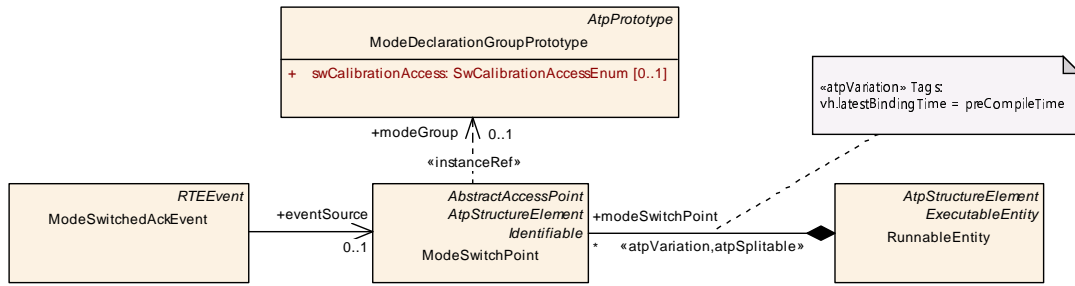 AtpPrototype
ModeDeclarationGroupPrototype
+ swCalibrationAccess: SwCalibrationAccessEnum [0..1]
«atpVariation» Tags:
vh.latestBindingTime = preCompileTime
+modeGroup
0..1
«instanceRef»
RTEEvent
ModeSwitchedAckEvent
+eventSource
0..1
AbstractAccessPoint
AtpStructureElement
Identifiable
ModeSwitchPoint
+modeSwitchPoint
*
«atpVariation,atpSplitable»
AtpStructureElement
ExecutableEntity
RunnableEntity